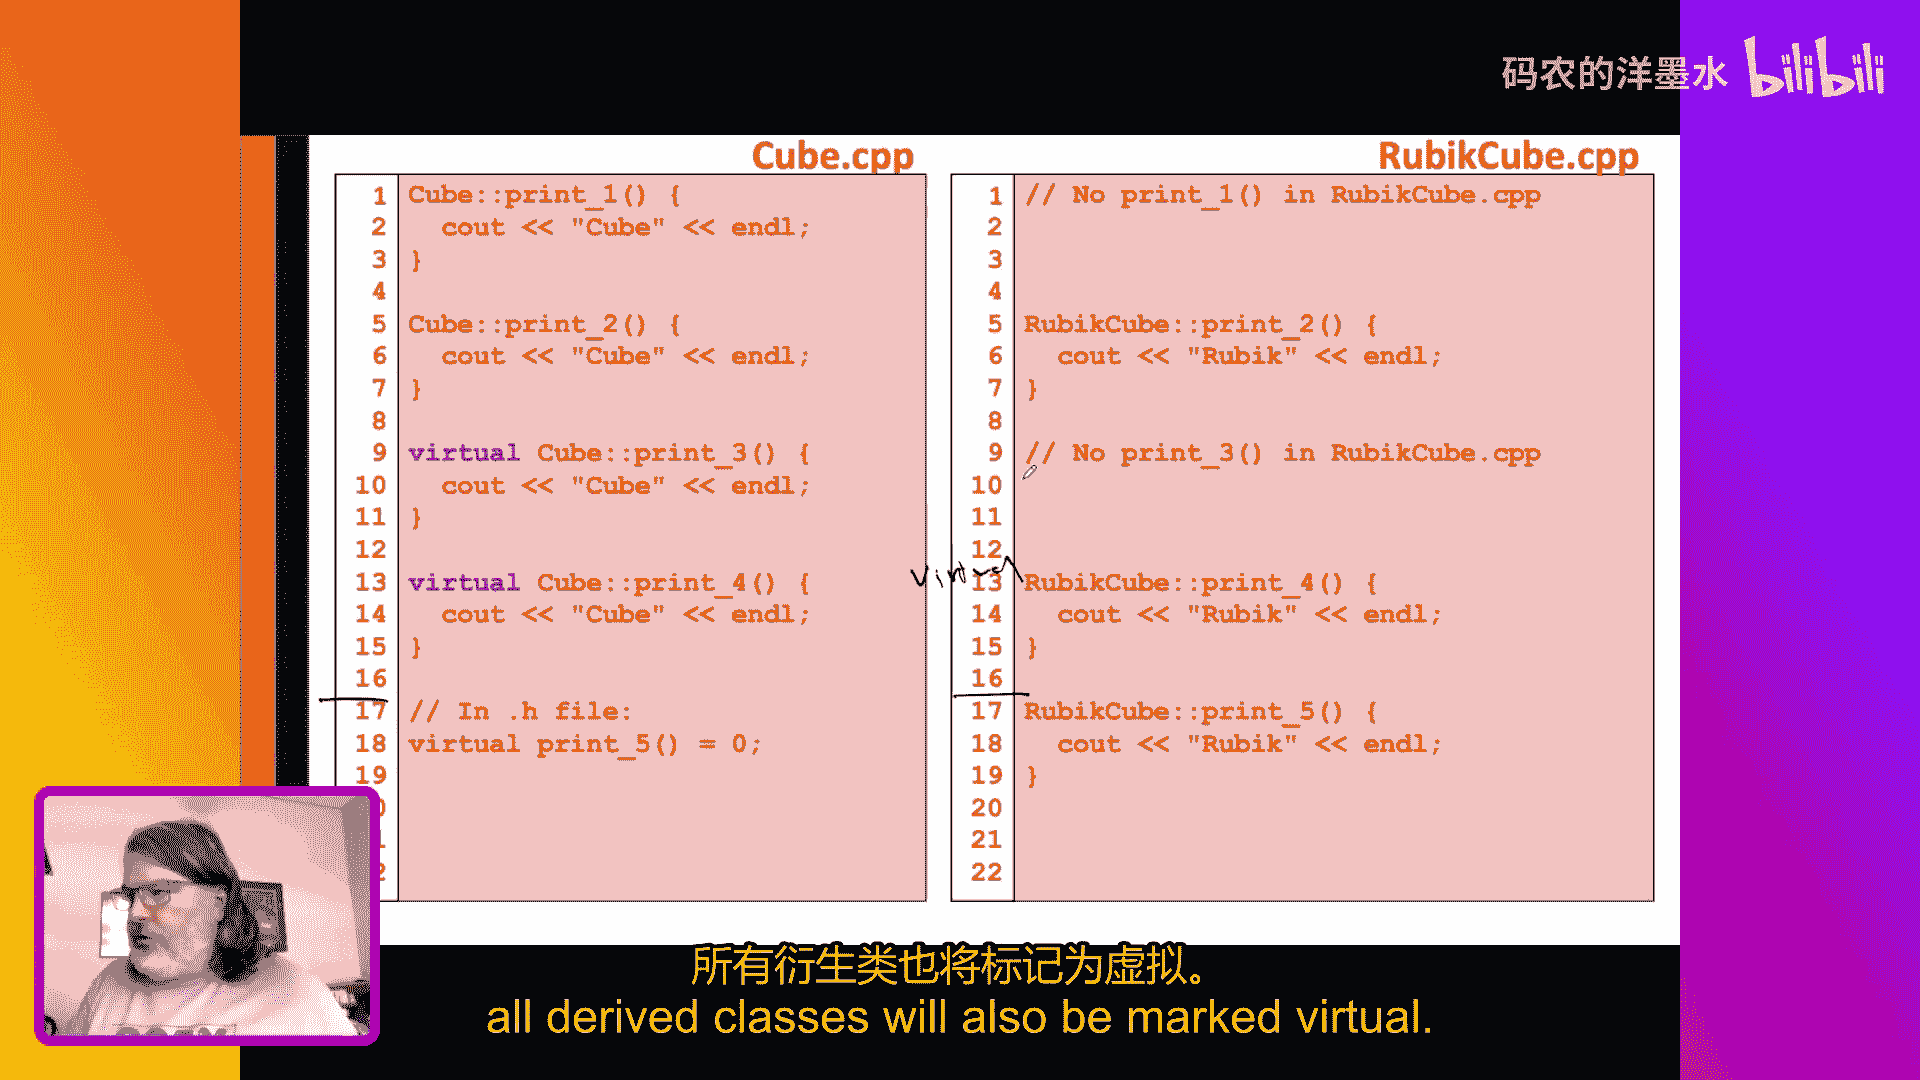 码农的洋墨水 bilibili
Cube.cpp
1 Cube::print_1() {
2 cout << "Cube" << endl;
3 }
4
5 Cube::print_2() {
6 cout << "Cube" << endl;
7 }
8
9 virtual Cube::print_3() {
10 cout << "Cube" << endl;
11 }
12
13 virtual Cube::print_4() {
14 cout << "Cube" << endl;
15 }
16
17 // In .h file:
18 virtual print_5() = 0;
19
RubikCube.cpp
1 // No print_1() in RubikCube.cpp
2
3
4
5 RubikCube::print_2() {
6 cout << "Rubik" << endl;
7 }
8
9 // No print_3() in RubikCube.cpp
10
11
12
virtual
13 RubikCube::print_4() {
14 cout << "Rubik" << endl;
15 }
16
17 RubikCube::print_5() {
18 cout << "Rubik" << endl;
19 }
20
21
22
所有衍生类也将标记为虚拟。
all derived classes will also be marked virtual.